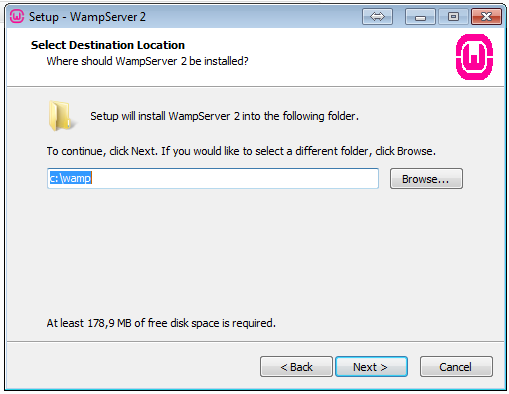 Setup - WampServer 2
Select Destination Location
Where should WampServer 2 be installed?
Setup will install WampServer 2 into the following folder.
To continue, click Next. If you would like to select a different folder, click Browse.
c:\wamp
Browse...
At least 178,9 MB of free disk space is required.
< Back
Next >
Cancel